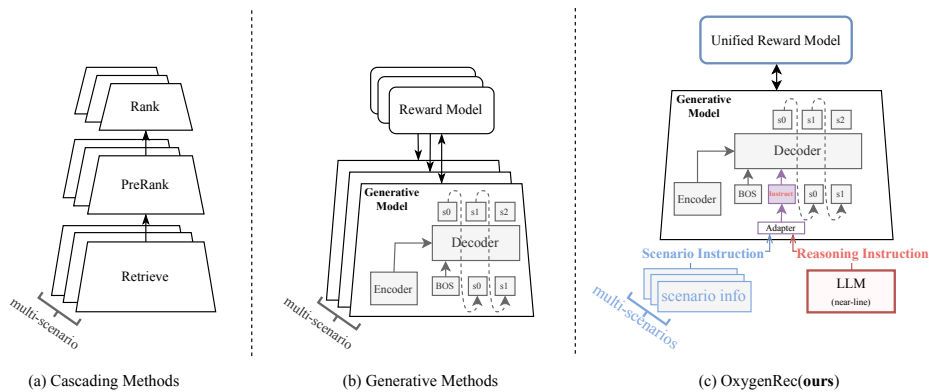 Rank
PreRank
Retrieve
multi-scenario
(a) Cascading Methods
Reward Model
Generative
Model
s0
s1
s2
Decoder
Encoder
BOS
s0
s1
multi-scenario
(b) Generative Methods
Unified Reward Model
Generative
Model
s0
s1
s2
Decoder
Encoder
BOS
Instruct
s0
s1
Adapter
Scenario Instruction
Reasoning Instruction
scenario info
LLM
(near-line)
multi-scenarios
(c) OxygenRec(ours)